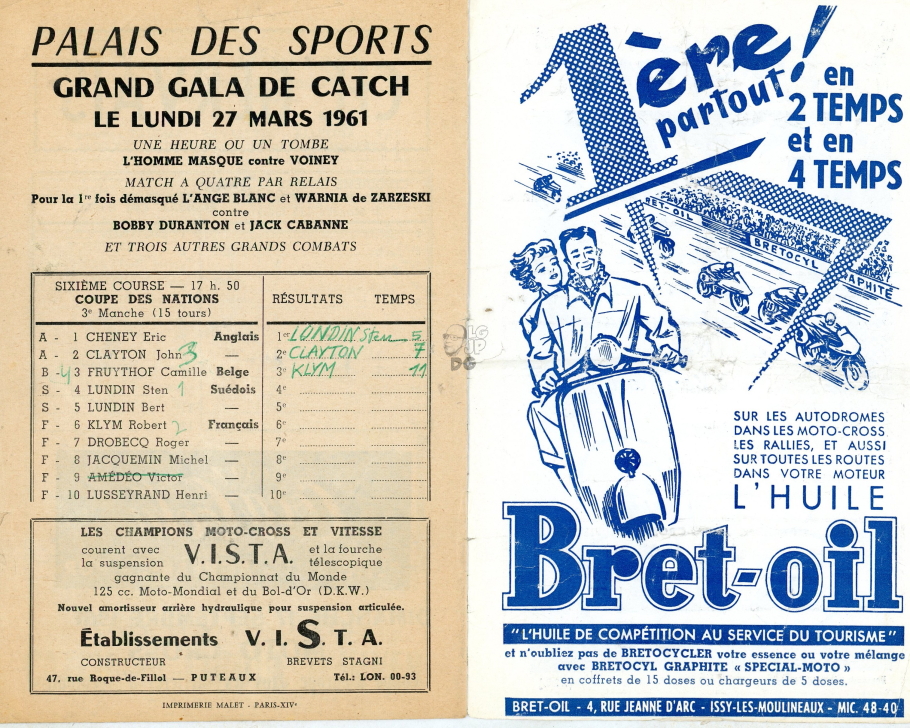 PALAIS DES SPORTS
GRAND GALA DE CATCH
LE LUNDI 27 MARS 1961
UNE HEURE OU UN TOMBE
L'HOMME MASQUE contre VOINEY
MATCH A QUATRE PAR RELAIS
Pour la 1re fois démasqué L'ANGE BLANC et WARNIA de ZARZESKI
contre
BOBBY DURANTON et JACK CABANNE
ET TROIS AUTRES GRANDS COMBATS
SIXIÈME COURSE — 17 h. 50
COUPE DES NATIONS
3e Manche (15 tours)
RÉSULTATS TEMPS
A - 1 CHENEY Eric Anglais 1er LUNDIN Sten 5
A - 2 CLAYTON John 3 — 2e CLAYTON 7
B - 4 3 FRUYTHOF Camille Belge 3e KLYM 11
S - 4 LUNDIN Sten 1 Suédois 4e
S - 5 LUNDIN Bert — 5e
F - 6 KLYM Robert 2 Français 6e
F - 7 DROBECQ Roger — 7e
F - 8 JACQUEMIN Michel — 8e
F - 9 AMÉDÉO Victor — 9e
F - 10 LUSSEYRAND Henri — 10e
LES CHAMPIONS MOTO-CROSS ET VITESSE
courent avec la suspension V.I.S.T.A. et la fourche télescopique
gagnante du Championnat du Monde
125 cc. Moto-Mondial et du Bol-d'Or (D.K.W.)
Nouvel amortisseur arrière hydraulique pour suspension articulée.
Établissements V. I. S. T. A.
CONSTRUCTEUR BREVETS STAGNI
47, rue Roque-de-Fillol — PUTEAUX Tél.: LON. 00-93
IMPRIMERIE MALET - PARIS-XIVe
1ère partout!
en
2 TEMPS
et en
4 TEMPS
BRET-OIL
BRETOCYL
GRAPHITE
SUR LES AUTODROMES
DANS LES MOTO-CROSS
LES RALLIES, ET AUSSI
SUR TOUTES LES ROUTES
DANS VOTRE MOTEUR
L'HUILE
Bret-oil
"L'HUILE DE COMPÉTITION AU SERVICE DU TOURISME"
et n'oubliez pas de BRETOCYCLER votre essence ou votre mélange
avec BRETOCYL GRAPHITE « SPECIAL-MOTO »
en coffrets de 15 doses ou chargeurs de 5 doses.
BRET-OIL - 4, RUE JEANNE D'ARC - ISSY-LES-MOULINEAUX - MIC. 48-40